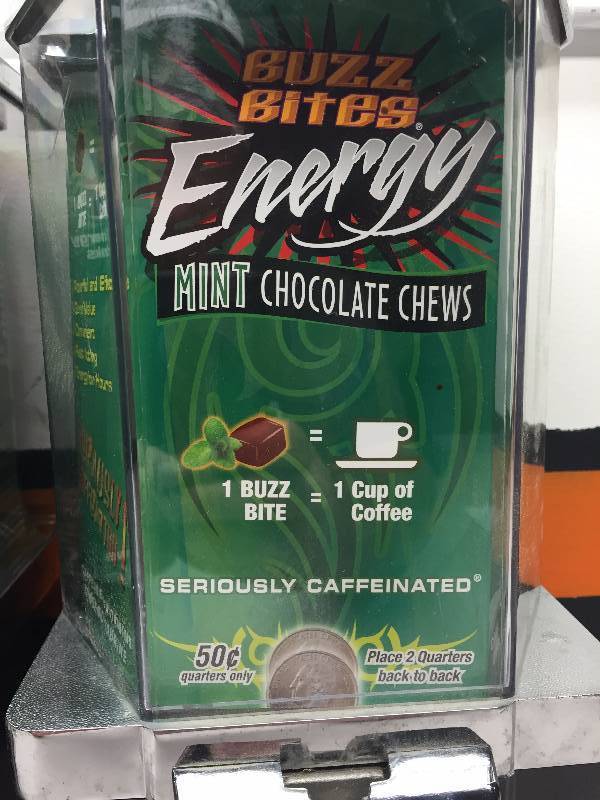 BUZZ
BITES®
Energy
MINT CHOCOLATE CHEWS
=
1 BUZZ BITE = 1 Cup of Coffee
SERIOUSLY CAFFEINATED®
50¢
quarters only
Place 2 Quarters
back to back